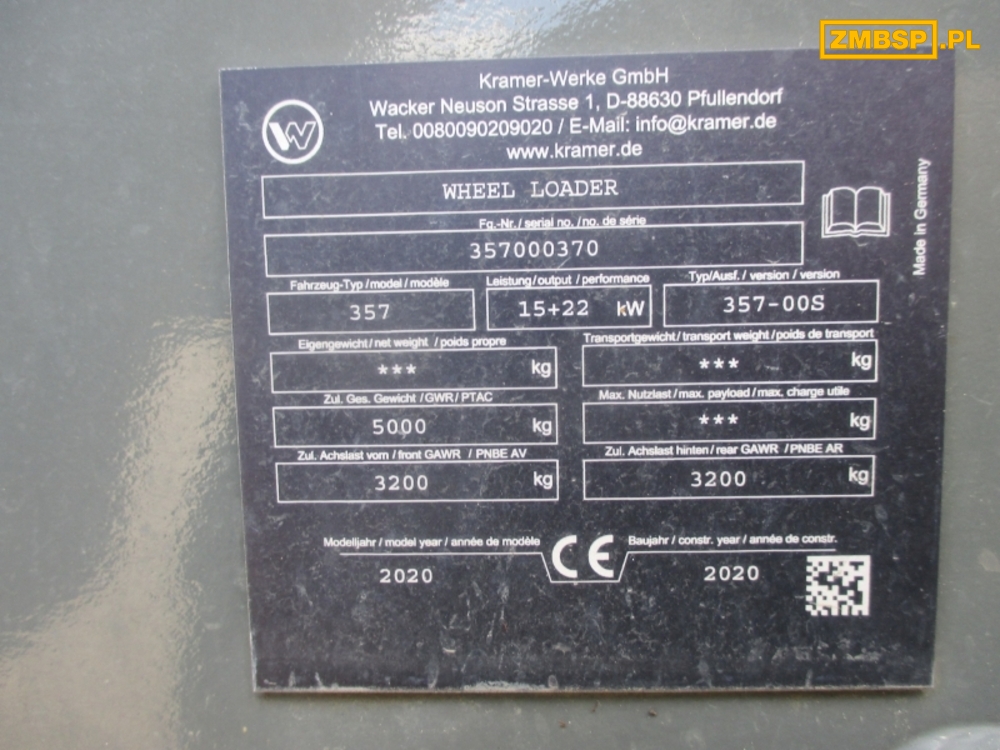 ZMBSP.PL
Kramer-Werke GmbH
Wacker Neuson Strasse 1, D-88630 Pfullendorf
Tel. 0080090209020 / E-Mail: info@kramer.de
www.kramer.de
WHEEL LOADER
Fg.-Nr. / serial no. / no. de série
357000370
Made in Germany
Fahrzeug-Typ / model / modèle Leistung / output / performance Typ/Ausf. / version / version
357 15+22 kW 357-00S
Eigengewicht / net weight / poids propre Transportgewicht / transport weight / poids de transport
*** kg *** kg
Zul. Ges. Gewicht / GWR / PTAC Max. Nutzlast / max. payload / max. charge utile
5000 kg *** kg
Zul. Achslast vorn / front GAWR / PNBE AV Zul. Achslast hinten / rear GAWR / PNBE AR
3200 kg 3200 kg
Modelljahr / model year / année de modèle CE Baujahr / constr. year / année de constr.
2020 2020